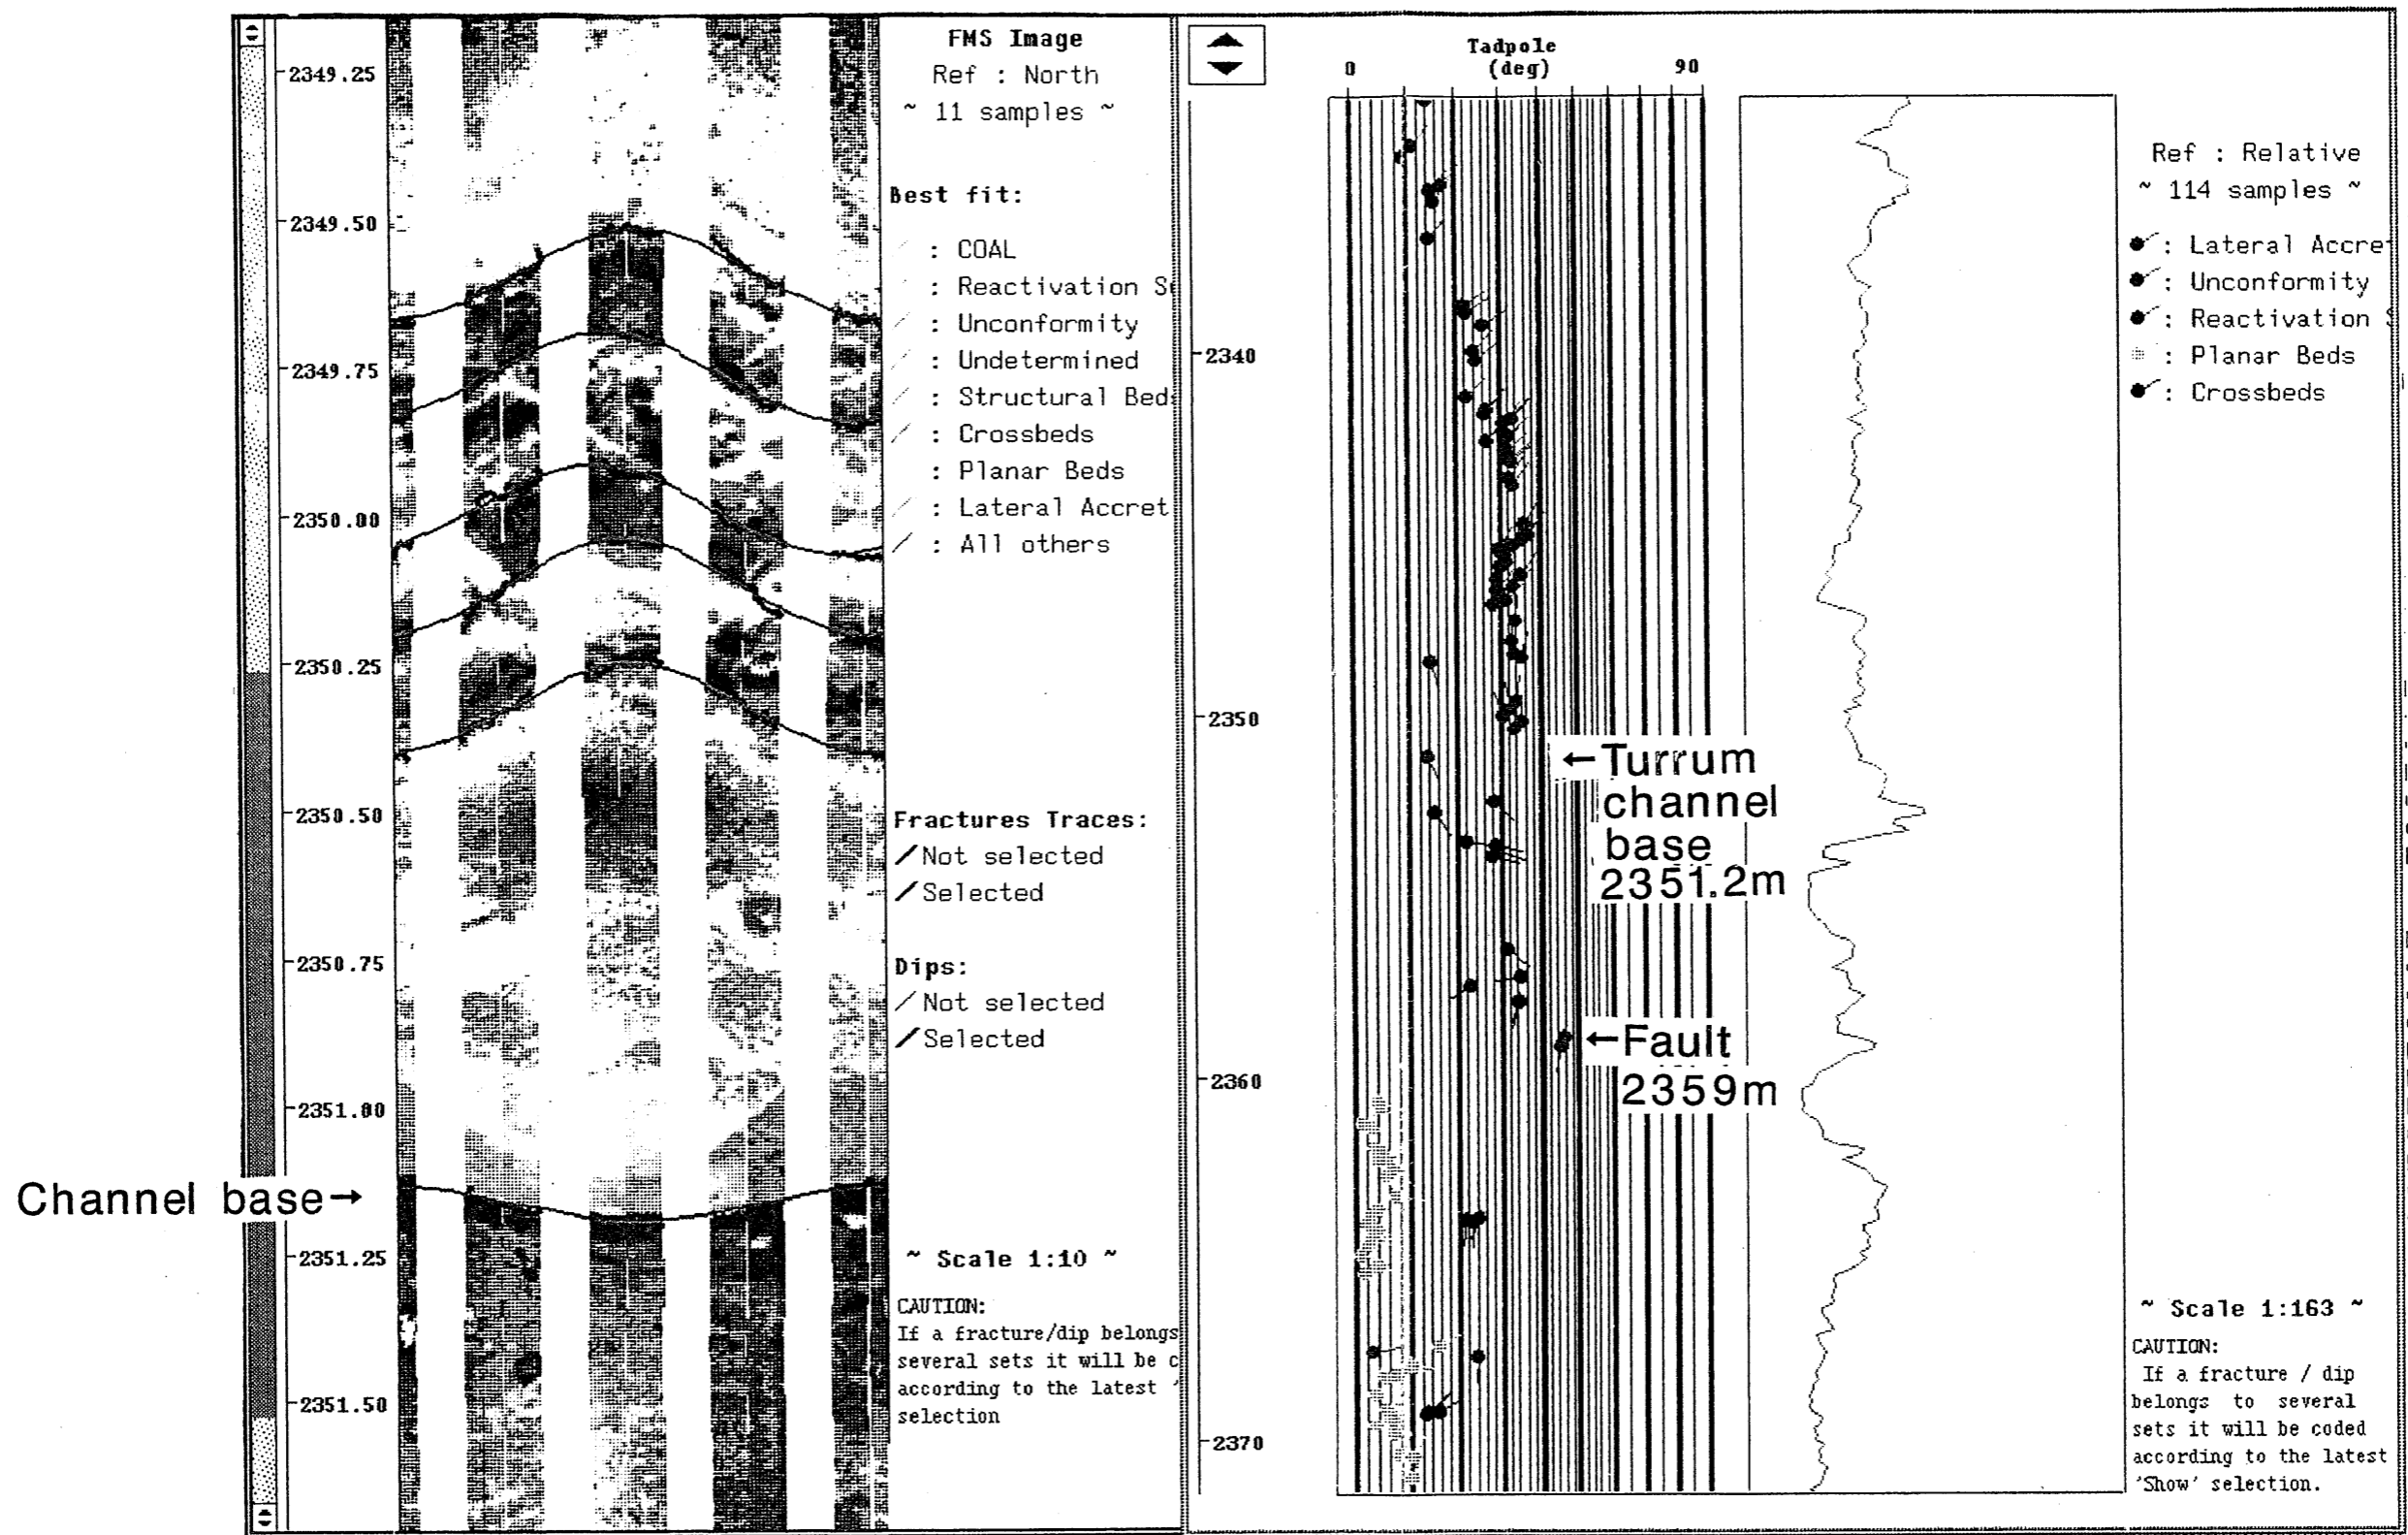 2349.25
2349.50
2349.75
2350.00
2350.25
2350.50
2350.75
2351.00
2351.25
2351.50
Channel base→
FMS Image
Ref : North
~ 11 samples ~
Best fit:
: COAL
: Reactivation S
: Unconformity
: Undetermined
: Structural Bed
: Crossbeds
: Planar Beds
: Lateral Accret
: All others
Fractures Traces:
Not selected
Selected
Dips:
Not selected
Selected
~ Scale 1:10 ~
CAUTION:
If a fracture/dip belongs
several sets it will be c
according to the latest '
selection
Tadpole
(deg)
0
90
2340
2350
2360
2370
←Turrum
channel
base
2351.2m
←Fault
2359m
Ref : Relative
~ 114 samples ~
: Lateral Accre
: Unconformity
: Reactivation
: Planar Beds
: Crossbeds
~ Scale 1:163 ~
CAUTION:
If a fracture / dip
belongs to several
sets it will be coded
according to the latest
'Show' selection.